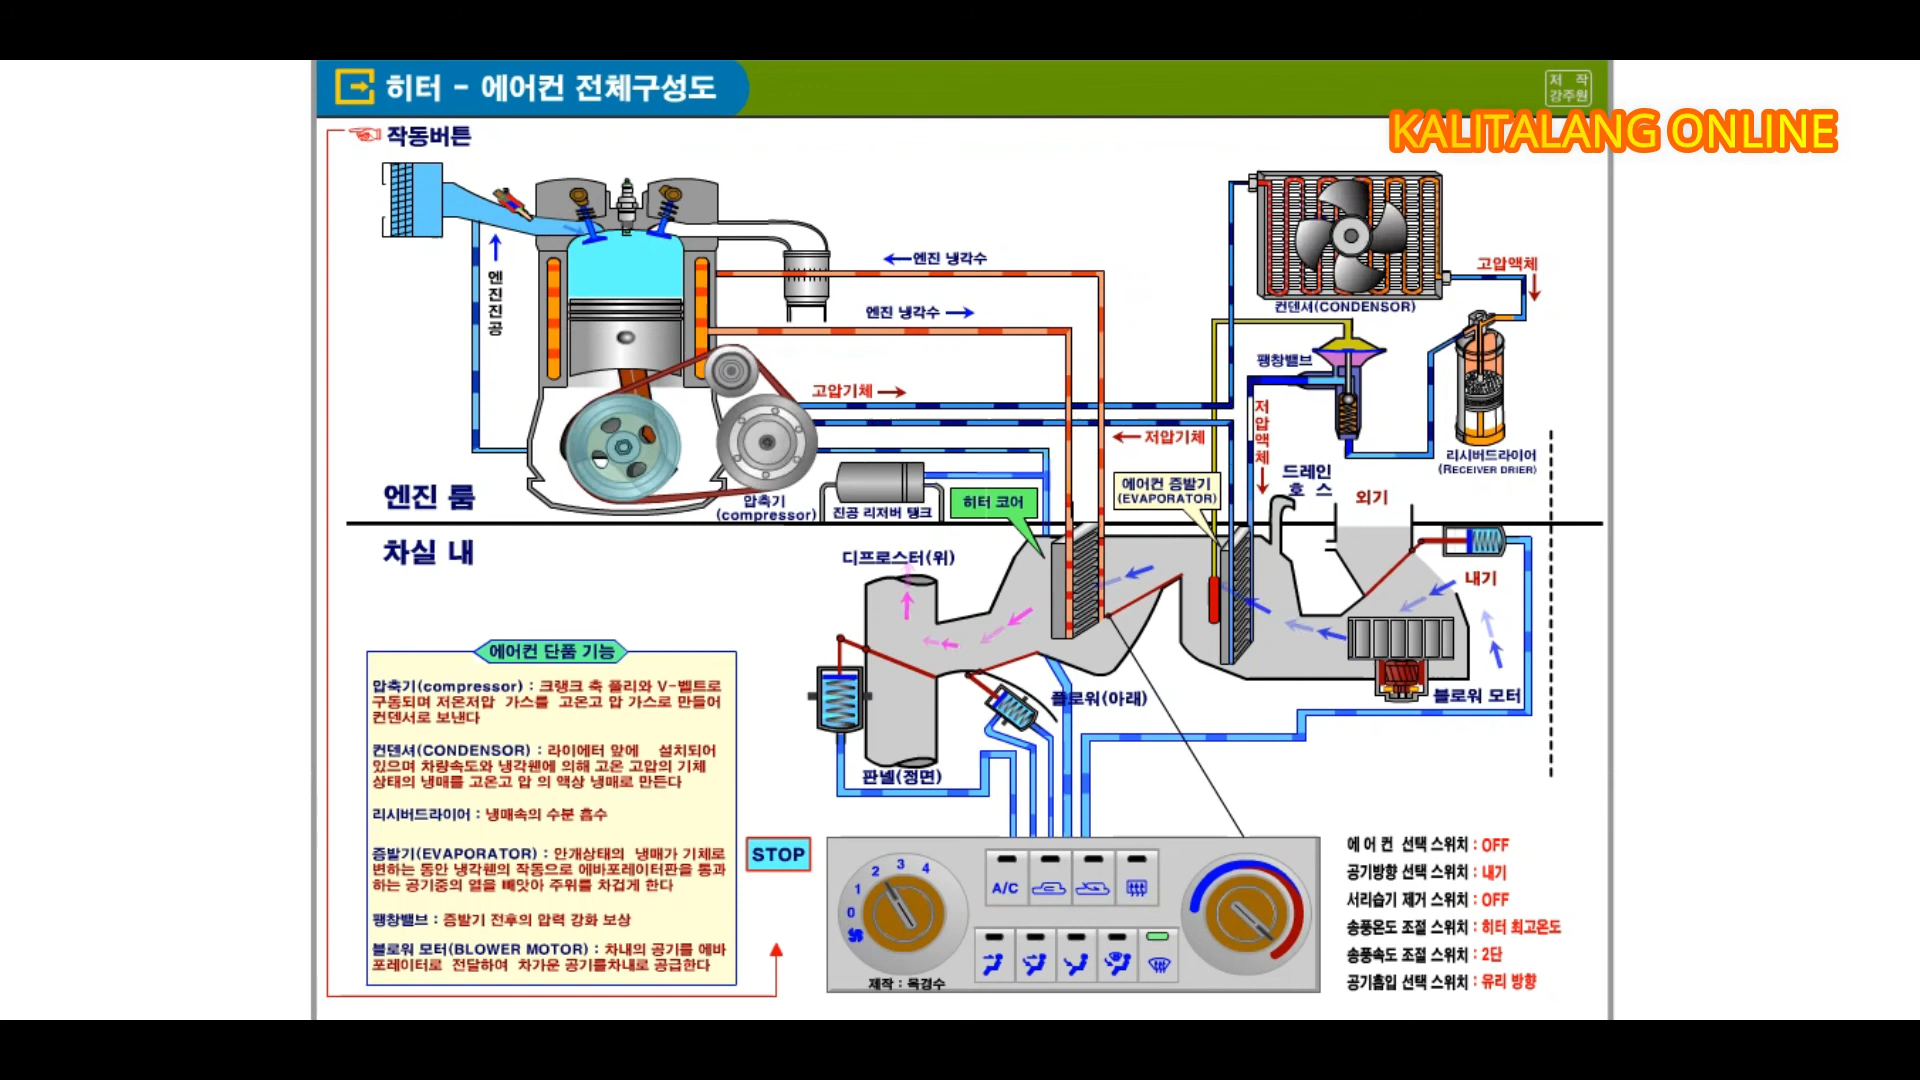 히터 - 에어컨 전체구성도
저 작
강주원
KALITALANG ONLINE
작동버튼
엔진진공
엔진 냉각수
엔진 냉각수
고압기체
저압기체
저압액체
고압액체
컨덴셔(CONDENSOR)
팽창밸브
리시버드라이어
(RECEIVER DRIER)
압축기
(compressor)
진공 리저버 탱크
히터 코어
에어컨 증발기
(EVAPORATOR)
드레인
호 스
외기
내기
엔진 룸
차실 내
디프로스터(위)
플로워(아래)
판넬(정면)
블로워 모터
에어컨 단품 기능
압축기(compressor) : 크랭크 축 풀리와 V-벨트로
구동되며 저온저압 가스를 고온고 압 가스로 만들어
컨덴서로 보낸다
컨덴셔(CONDENSOR) : 라이에터 앞에 설치되어
있으며 차량속도와 냉각웬에 의해 고온 고압의 기체
상태의 냉매를 고온고 압 의 액상 냉매로 만든다
리시버드라이어 : 냉매속의 수분 흡수
증발기(EVAPORATOR) : 안개상태의 냉매가 기체로
변하는 동안 냉각웬의 작동으로 에바포레이터판을 통과
하는 공기중의 열을 빼앗아 주위를 차겁게 한다
팽창밸브 : 증발기 전후의 압력 강화 보상
블로워 모터(BLOWER MOTOR) : 차내의 공기를 에바
포레이터로 전달하여 차가운 공기를차내로 공급한다
STOP
0 1 2 3 4
A/C
제작 : 옥경수
에 어 컨 선택 스위치 : OFF
공기방향 선택 스위치 : 내기
서리습기 제거 스위치 : OFF
송풍온도 조절 스위치 : 히터 최고온도
송풍속도 조절 스위치 : 2단
공기흡입 선택 스위치 : 유리 방향